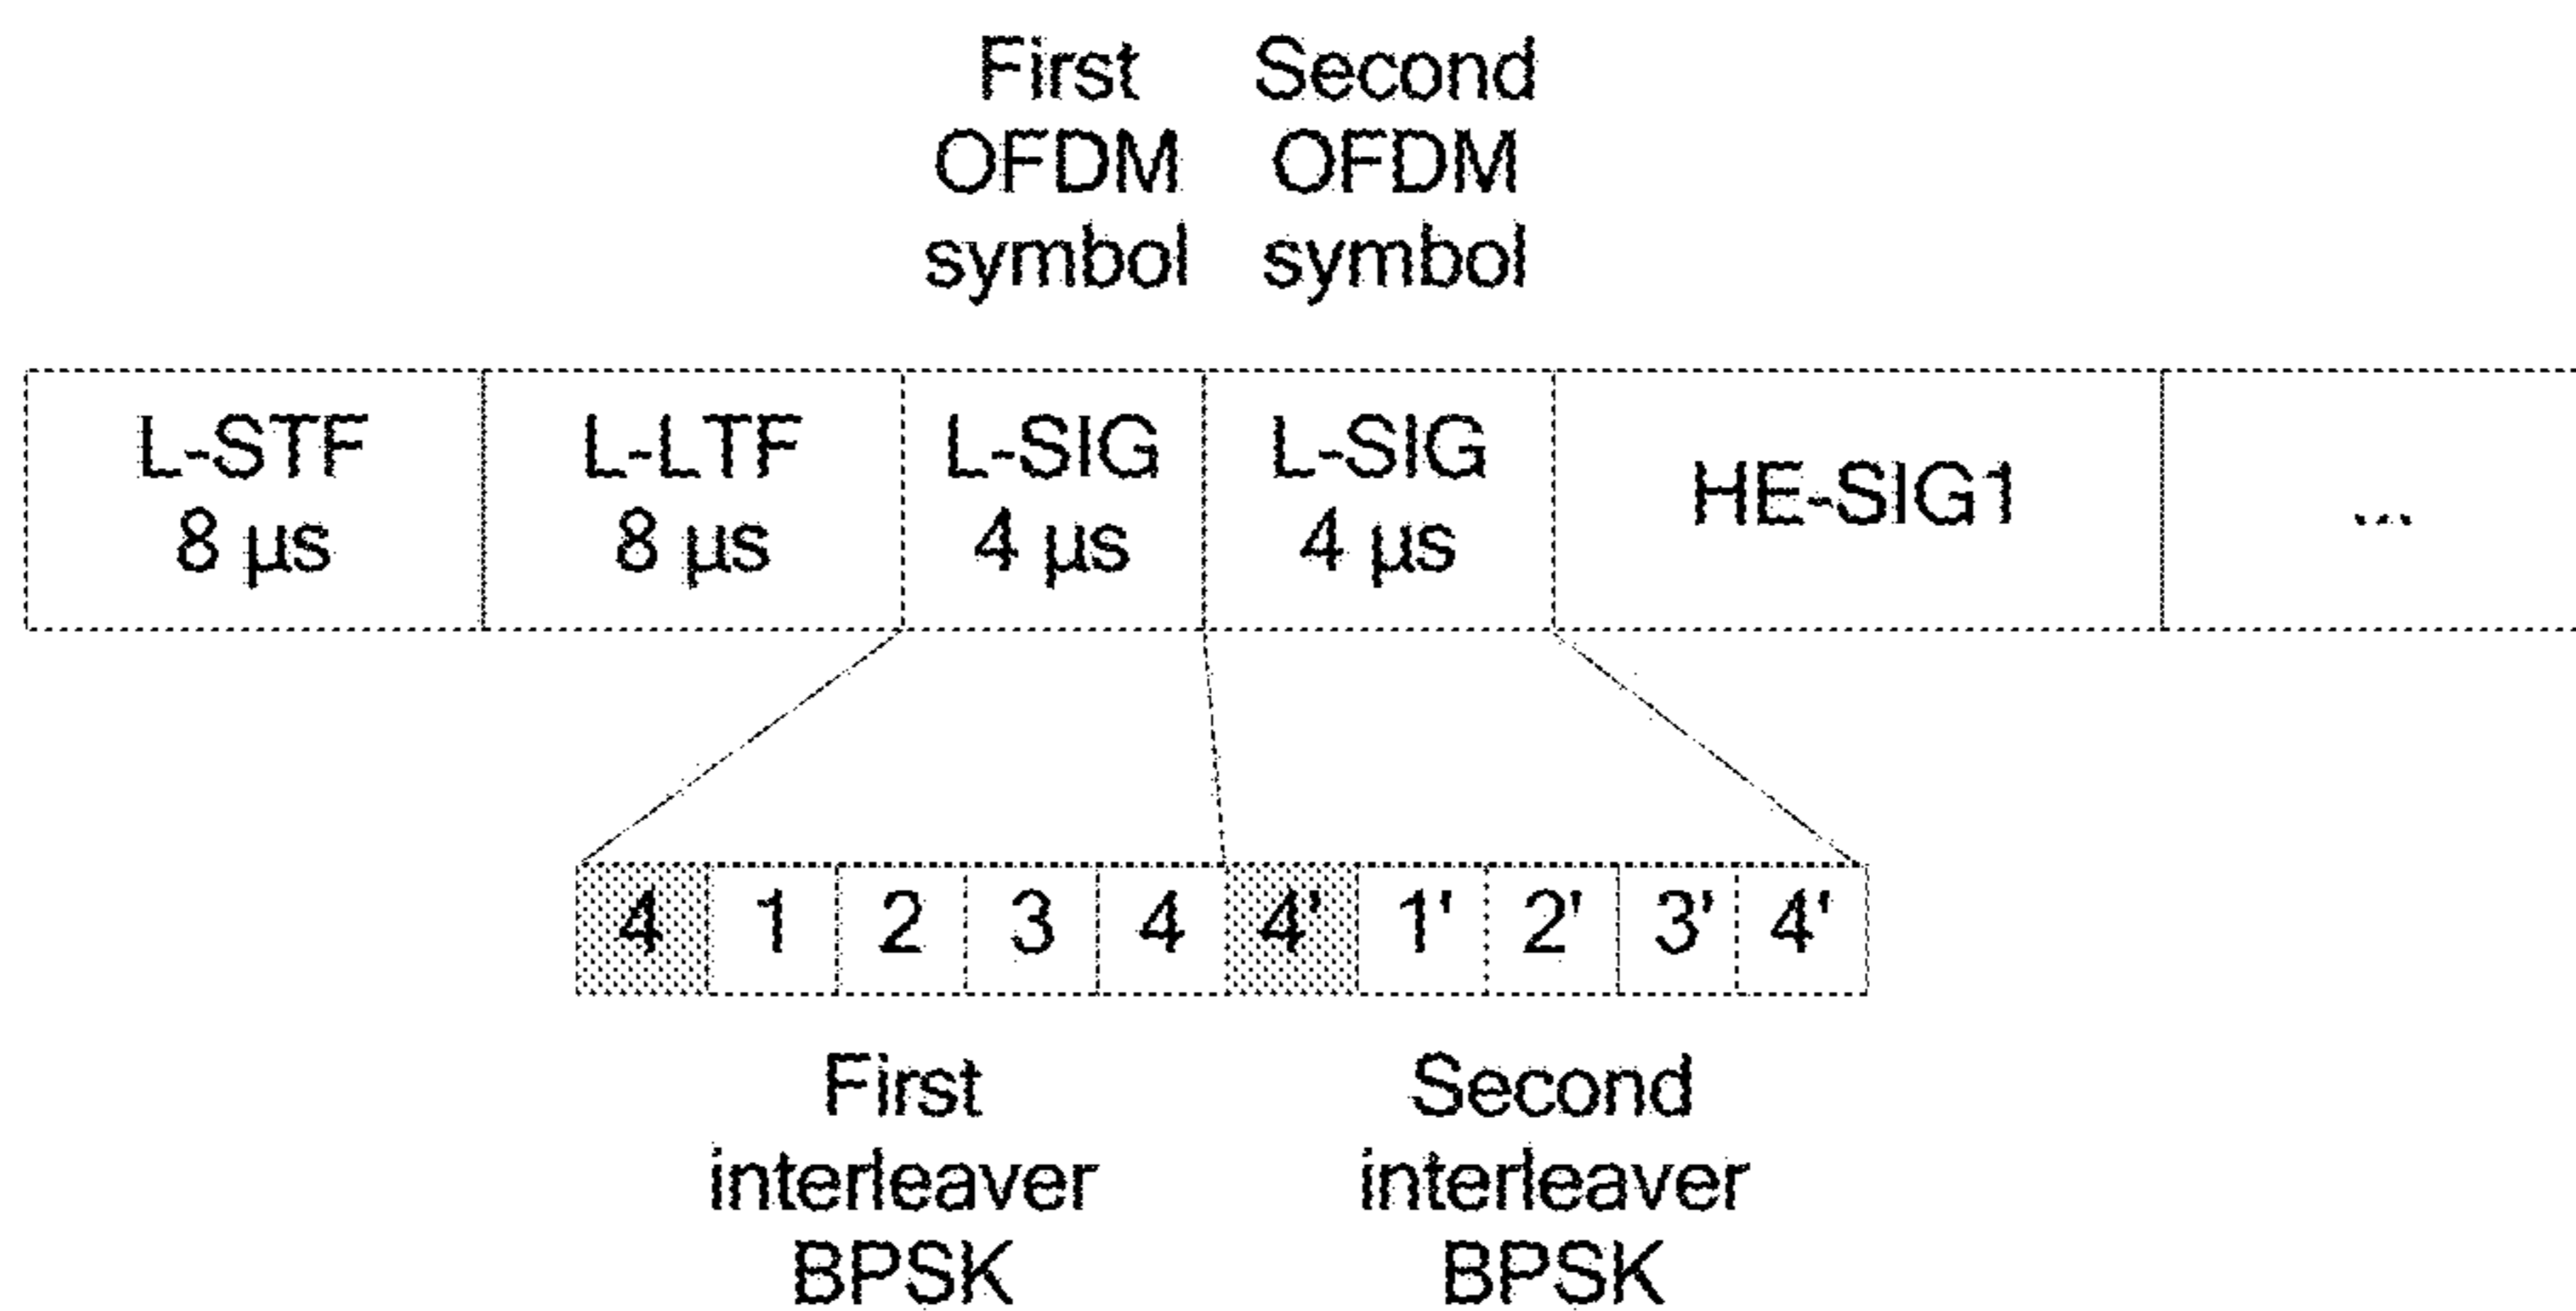 First Second
OFDM OFDM
symbol symbol
L-STF L-LTF L-SIG L-SIG HE-SIG1 ...
8 µs 8 µs 4 µs 4 µs
4 1 2 3 4 4' 1' 2' 3' 4'
First Second
interleaver interleaver
BPSK BPSK